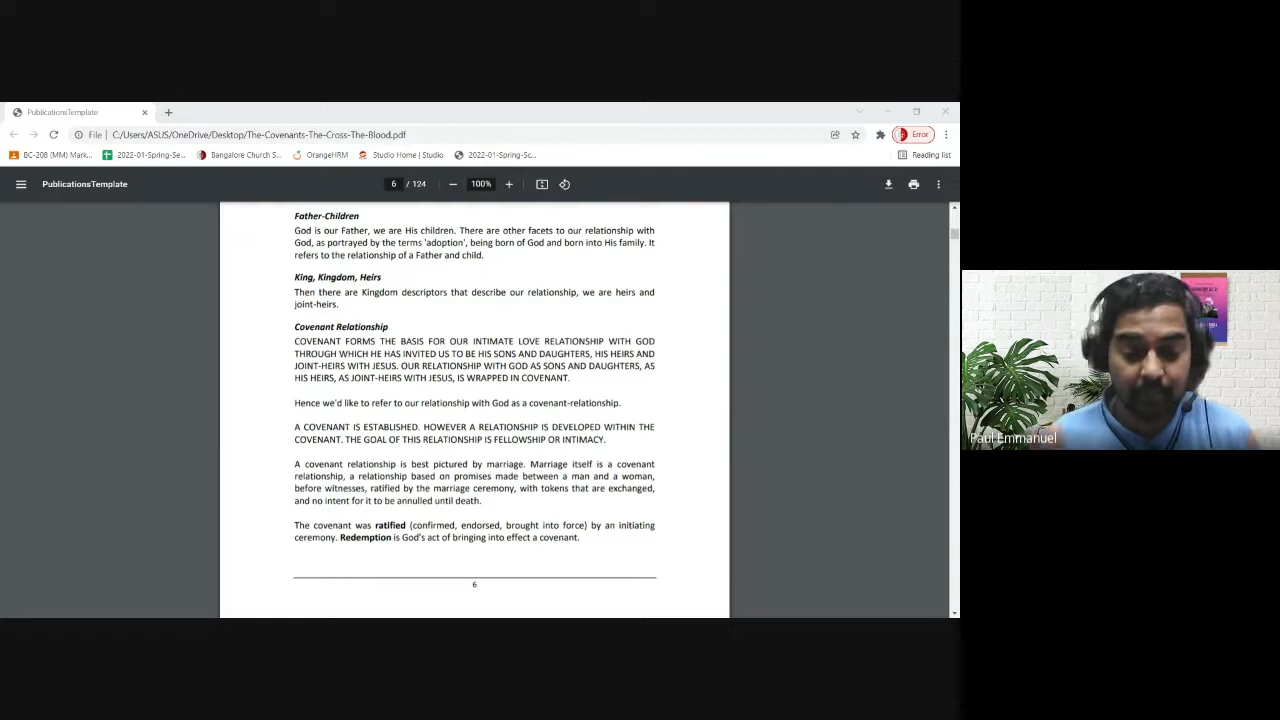 PublicationsTemplate
File
C:/Users/ASUS/OneDrive/Desktop/The-Covenants-The-Cross-The-Blood.pdf
Error
BC-208 (MM) Mark...
2022-01-Spring-Se...
Bangalore Church S...
OrangeHRM
Studio Home | Studio
2022-01-Spring-Sc...
Reading list
PublicationsTemplate
6 / 124
100%
Father-Children
God is our Father, we are His children. There are other facets to our relationship with
God, as portrayed by the terms 'adoption', being born of God and born into His family. It
refers to the relationship of a Father and child.
King, Kingdom, Heirs
Then there are Kingdom descriptors that describe our relationship, we are heirs and
joint-heirs.
Covenant Relationship
COVENANT FORMS THE BASIS FOR OUR INTIMATE LOVE RELATIONSHIP WITH GOD
THROUGH WHICH HE HAS INVITED US TO BE HIS SONS AND DAUGHTERS, HIS HEIRS AND
JOINT-HEIRS WITH JESUS. OUR RELATIONSHIP WITH GOD AS SONS AND DAUGHTERS, AS
HIS HEIRS, AS JOINT-HEIRS WITH JESUS, IS WRAPPED IN COVENANT.
Hence we'd like to refer to our relationship with God as a covenant-relationship.
A COVENANT IS ESTABLISHED. HOWEVER A RELATIONSHIP IS DEVELOPED WITHIN THE
COVENANT. THE GOAL OF THIS RELATIONSHIP IS FELLOWSHIP OR INTIMACY.
A covenant relationship is best pictured by marriage. Marriage itself is a covenant
relationship, a relationship based on promises made between a man and a woman,
before witnesses, ratified by the marriage ceremony, with tokens that are exchanged,
and no intent for it to be annulled until death.
The covenant was ratified (confirmed, endorsed, brought into force) by an initiating
ceremony. Redemption is God's act of bringing into effect a covenant.
6
Paul Emmanuel